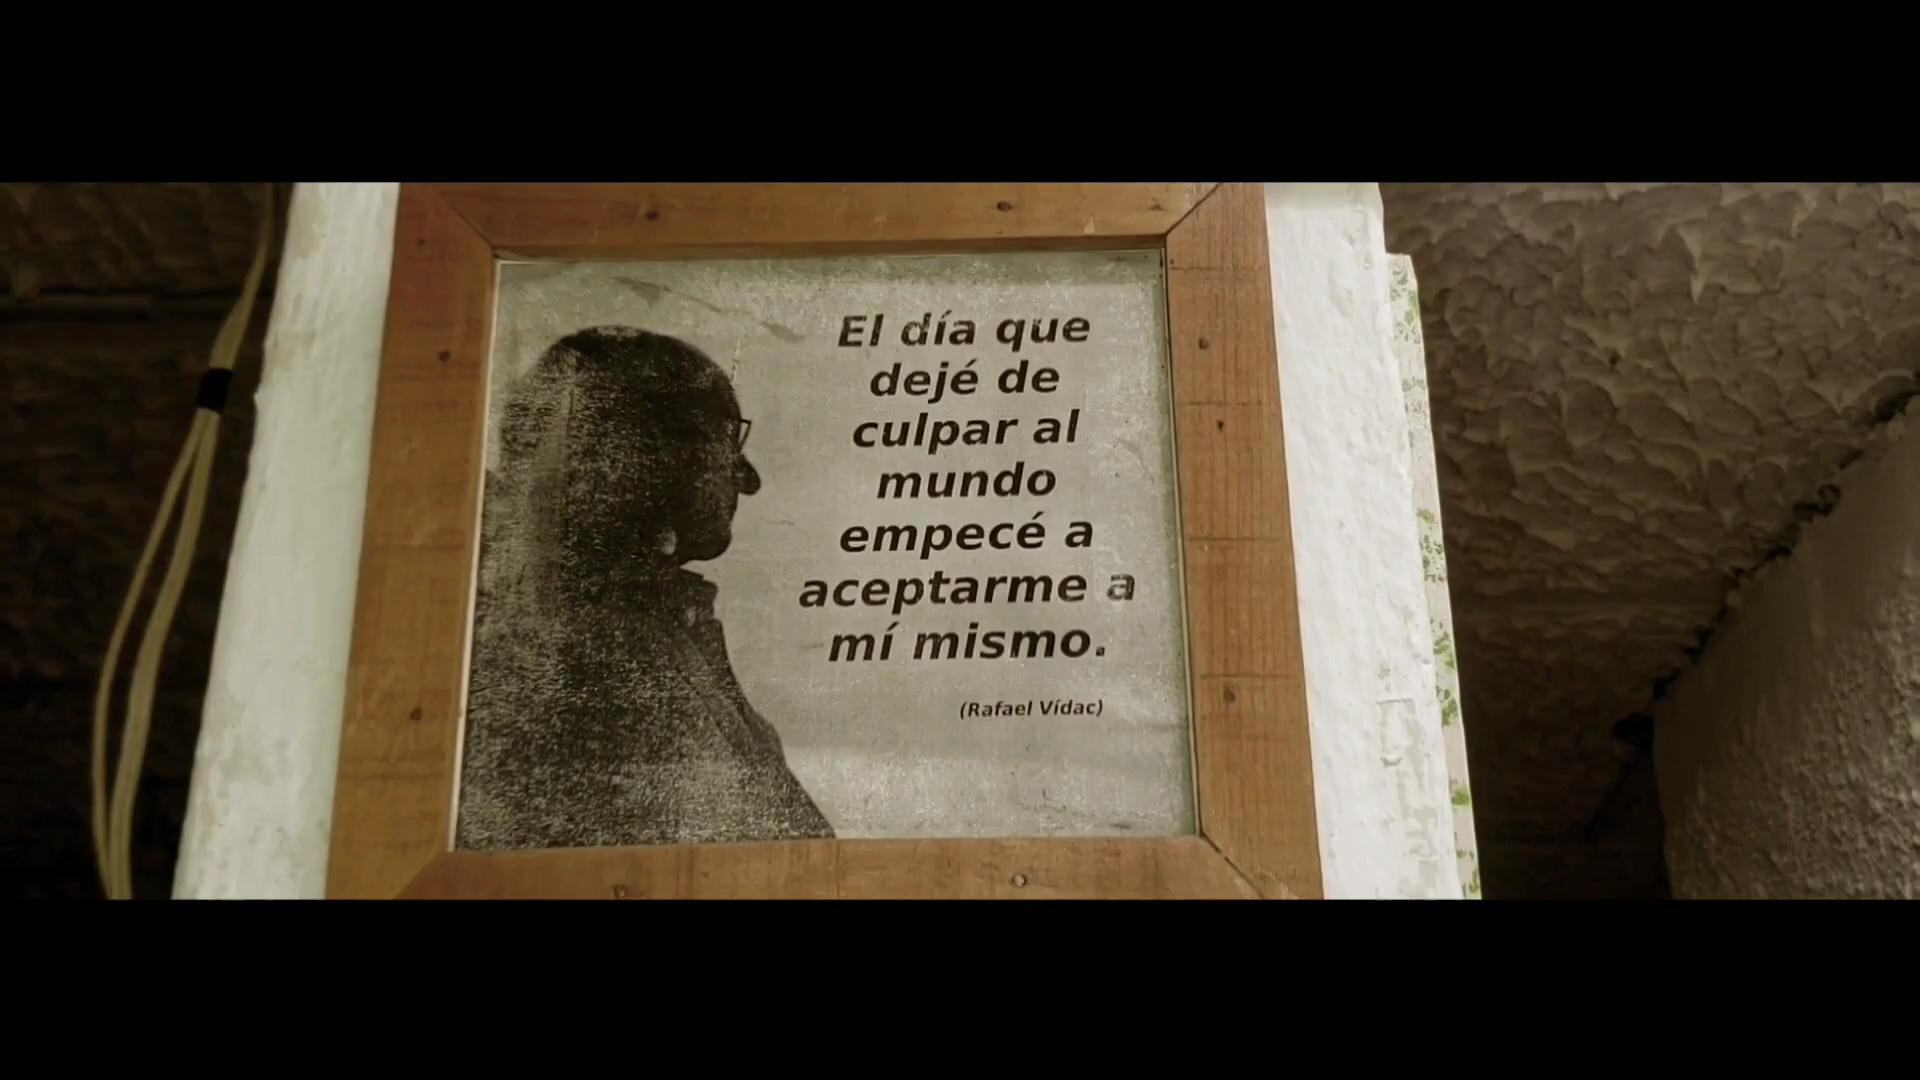 El día que
dejé de
culpar al
mundo
empecé a
aceptarme a
mí mismo.
(Rafael Vídac)